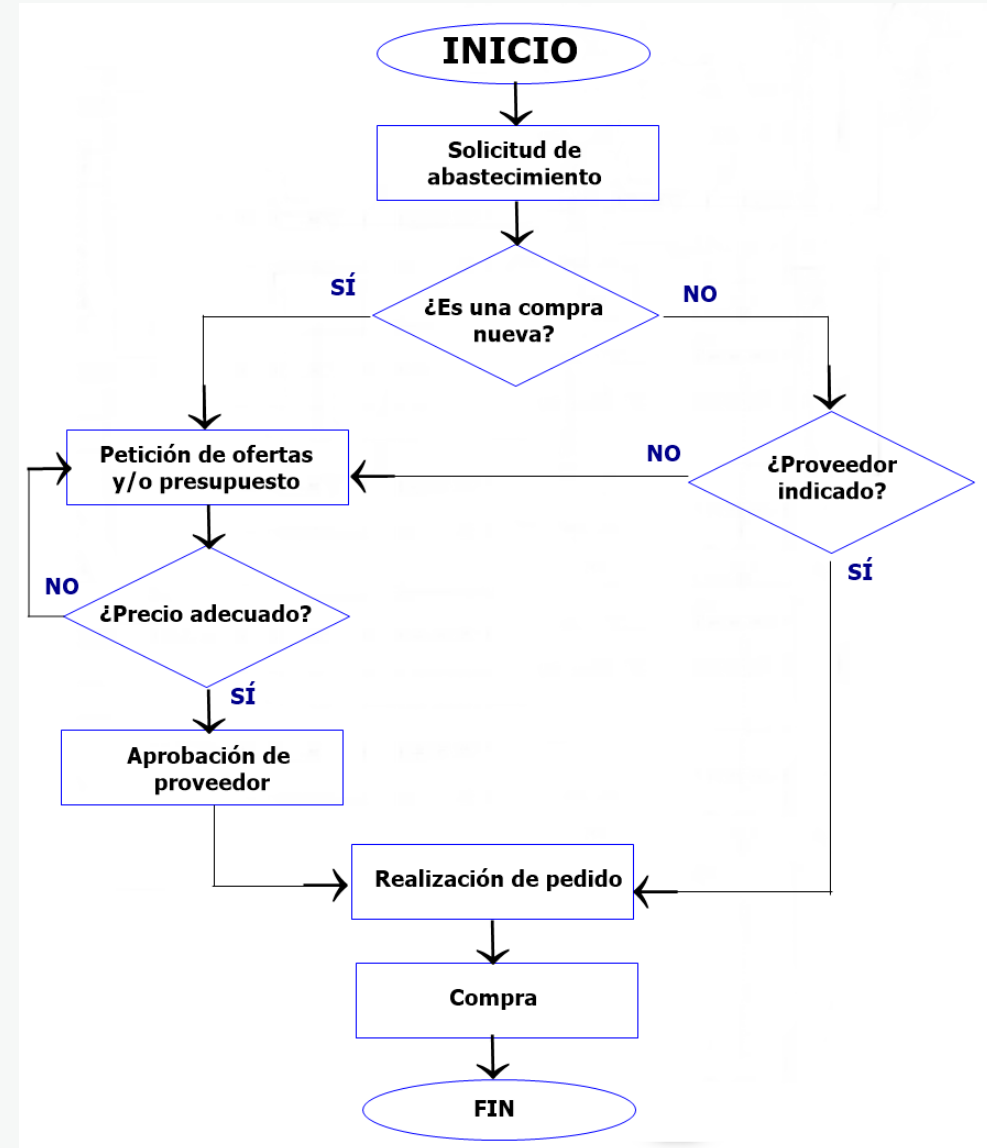 INICIO
Solicitud de
abastecimiento
SÍ
NO
¿Es una compra
nueva?
Petición de ofertas
y/o presupuesto
NO
¿Proveedor
indicado?
NO
¿Precio adecuado?
SÍ
SÍ
Aprobación de
proveedor
Realización de pedido
Compra
FIN